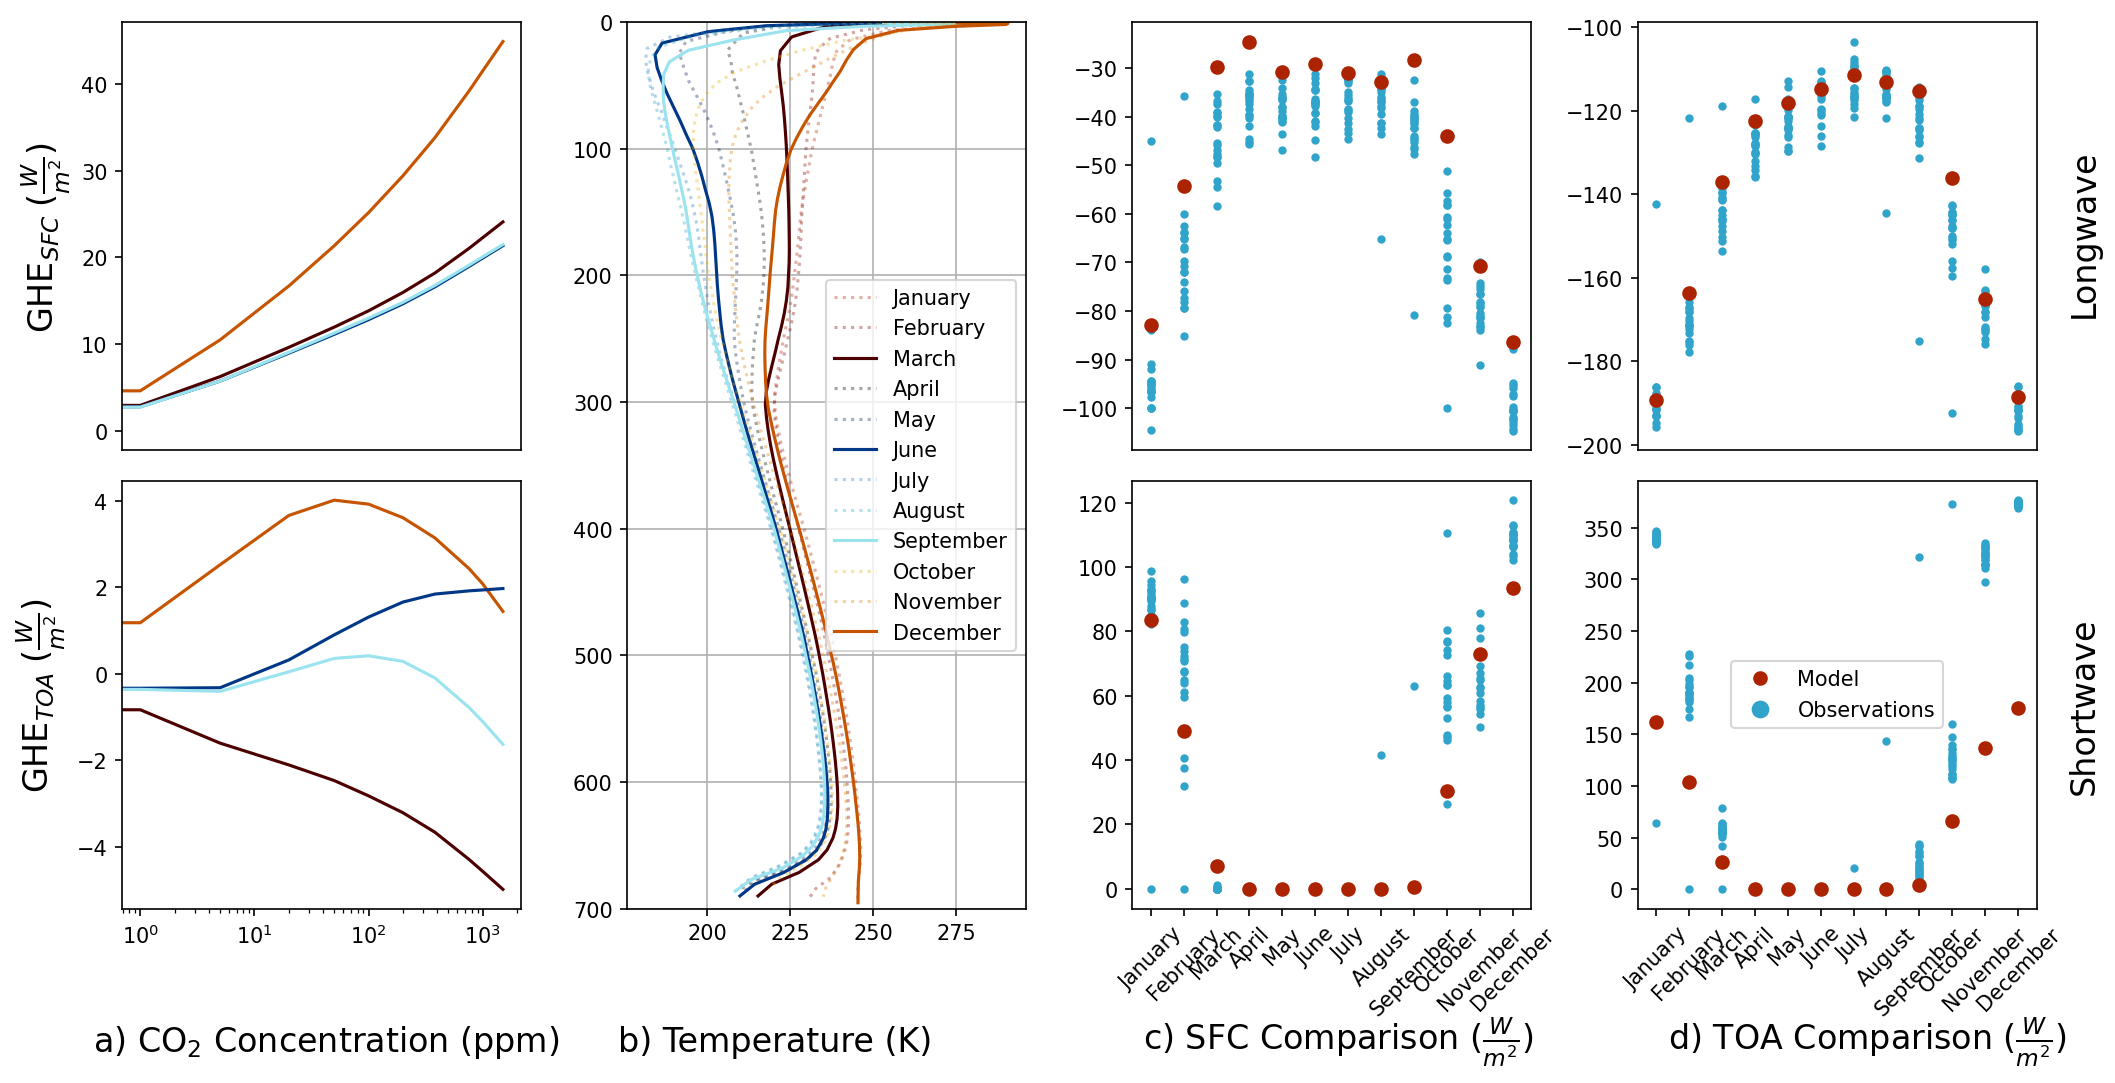 GHE_SFC (W/m²)
40
30
20
10
0
GHE_TOA (W/m²)
4
2
0
−2
−4
10⁰ 10¹ 10² 10³
a) CO₂ Concentration (ppm)
0
100
200
300
400
500
600
700
200 225 250 275
January
February
March
April
May
June
July
August
September
October
November
December
b) Temperature (K)
−30
−40
−50
−60
−70
−80
−90
−100
120
100
80
60
40
20
0
January
February
March
April
May
June
July
August
September
October
November
December
c) SFC Comparison (W/m²)
−100
−120
−140
−160
−180
−200
Longwave
350
300
250
200
150
100
50
0
Model
Observations
Shortwave
January
February
March
April
May
June
July
August
September
October
November
December
d) TOA Comparison (W/m²)